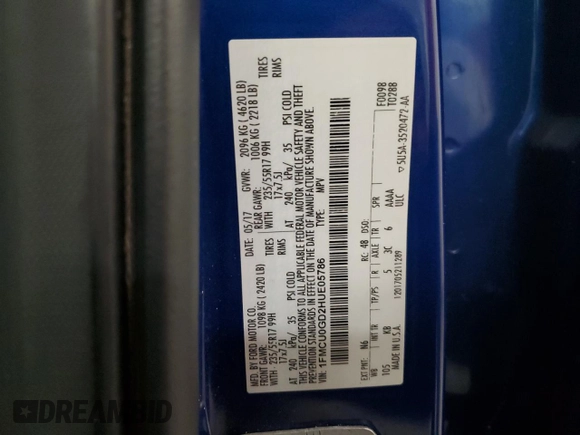 MFD. BY FORD MOTOR CO.
DATE: 05/17 GVWR: 2096 KG ( 4620 LB)
FRONT GAWR: 1098 KG (2420 LB) REAR GAWR: 1006 KG ( 2218 LB)
WITH 235/55R17 99H TIRES WITH 235/55R17 99H TIRES
17x7.5J RIMS 17x7.5J RIMS
AT 240 kPa/ 35 PSI COLD AT 240 kPa/ 35 PSI COLD
THIS VEHICLE CONFORMS TO ALL APPLICABLE FEDERAL MOTOR VEHICLE SAFETY AND THEFT
PREVENTION STANDARDS IN EFFECT ON THE DATE OF MANUFACTURE SHOWN ABOVE.
VIN: 1FMCU0GD2HUE05786
TYPE: MPV
F0098
T0288
EXT PNT: N6 RC: 48 DSO:
WB INT TR TP/PS R AXLE TR SPR
105 KB 5 3C 6 AAAA
ULC
MADE IN U.S.A. 120170521128S
▽5U5A-3520472-AA
DREAMBID